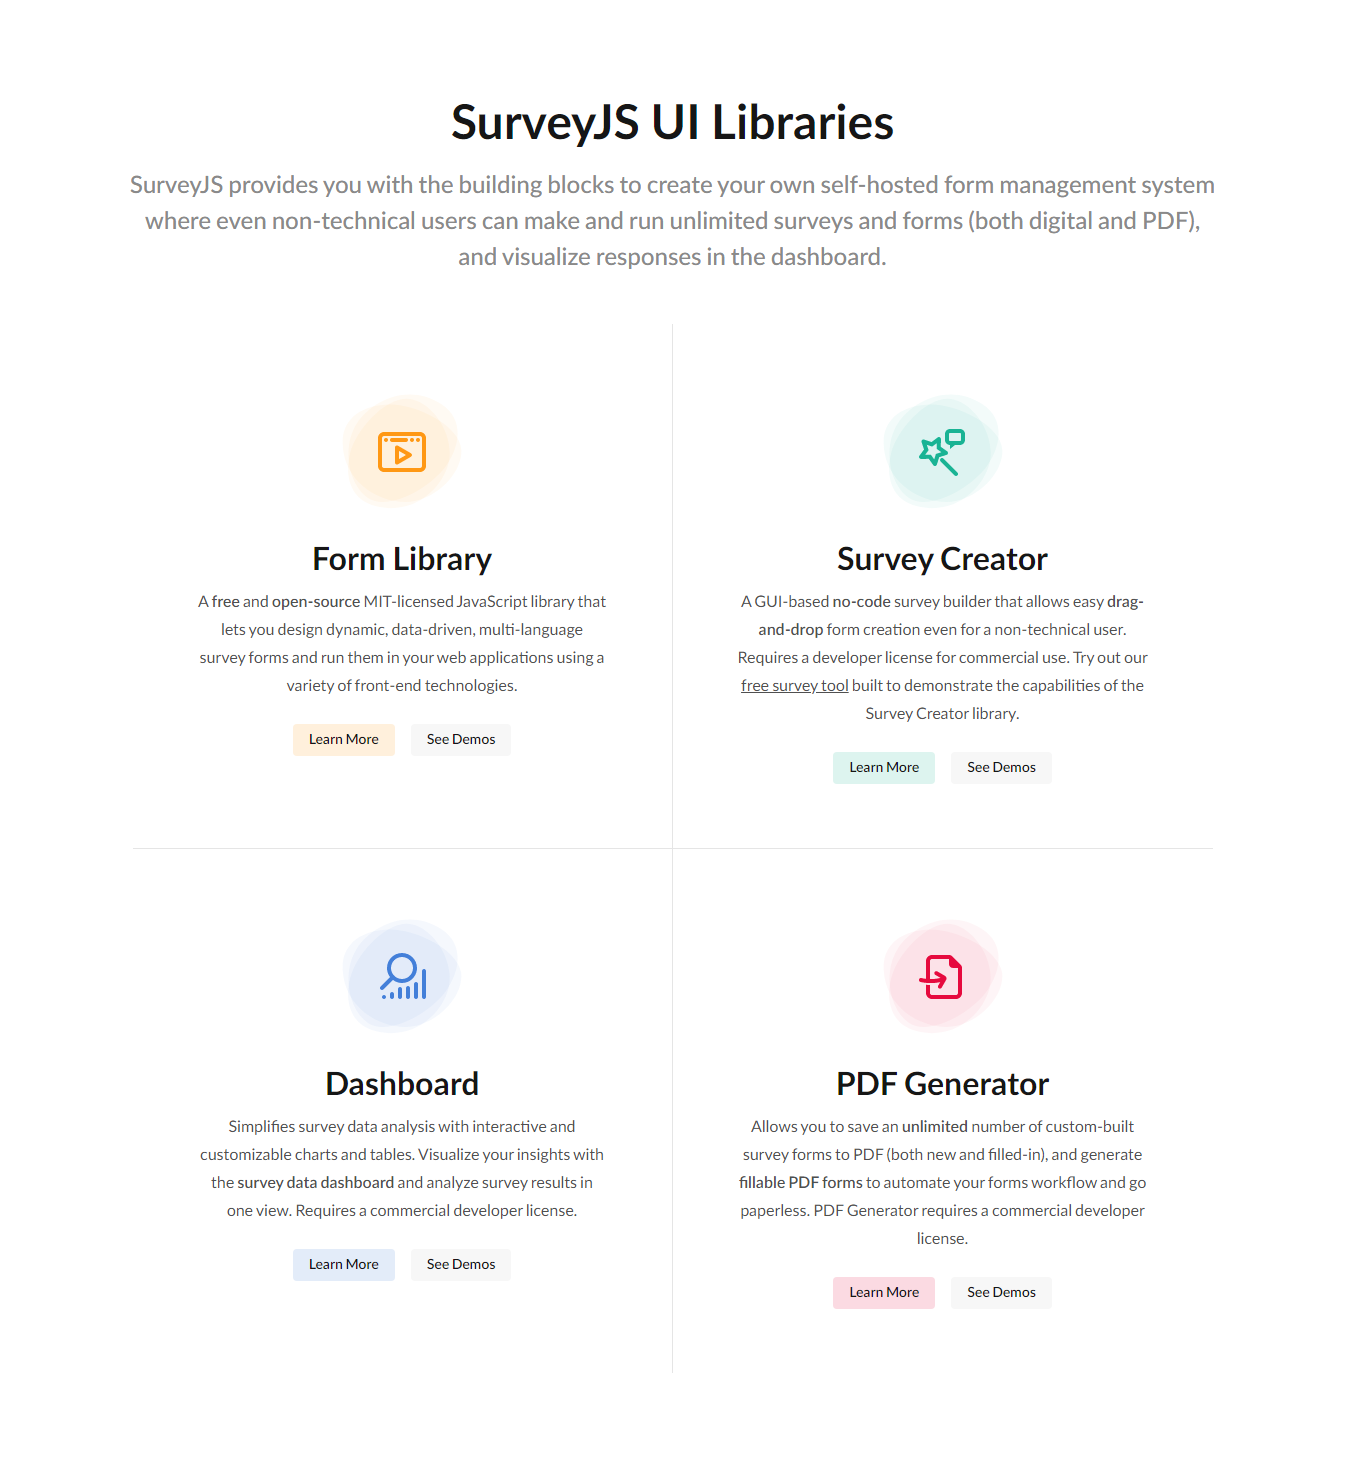 SurveyJS UI Libraries
SurveyJS provides you with the building blocks to create your own self-hosted form management system
where even non-technical users can make and run unlimited surveys and forms (both digital and PDF),
and visualize responses in the dashboard.
Form Library
A free and open-source MIT-licensed JavaScript library that
lets you design dynamic, data-driven, multi-language
survey forms and run them in your web applications using a
variety of front-end technologies.
Learn More See Demos
Survey Creator
A GUI-based no-code survey builder that allows easy drag-
and-drop form creation even for a non-technical user.
Requires a developer license for commercial use. Try out our
free survey tool built to demonstrate the capabilities of the
Survey Creator library.
Learn More See Demos
Dashboard
Simplifies survey data analysis with interactive and
customizable charts and tables. Visualize your insights with
the survey data dashboard and analyze survey results in
one view. Requires a commercial developer license.
Learn More See Demos
PDF Generator
Allows you to save an unlimited number of custom-built
survey forms to PDF (both new and filled-in), and generate
fillable PDF forms to automate your forms workflow and go
paperless. PDF Generator requires a commercial developer
license.
Learn More See Demos